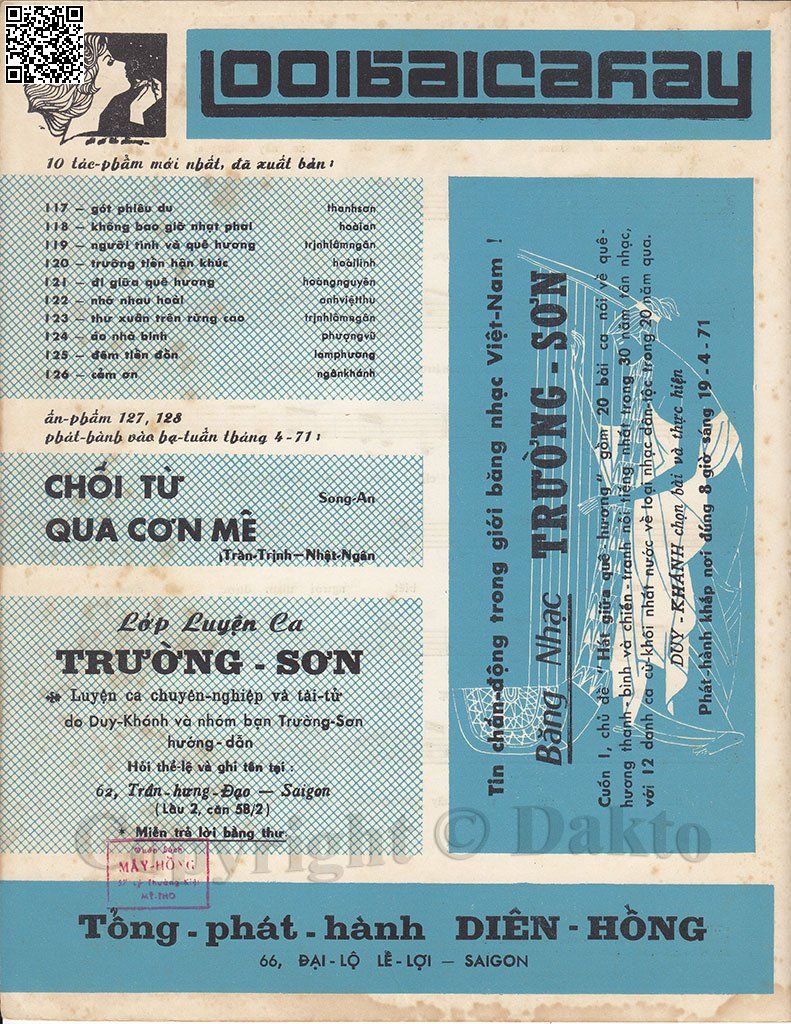 1001 bài ca hay
10 tác-phẩm mới nhất, đã xuất bản :
117 — gót phiêu du thanhsơn
118 — không bao giờ nhạt phai hoàian
119 — người tình và quê hương trịnhlâmngân
120 — trường tiền hận khúc hoàilinh
121 — đi giữa quê hương hoàngnguyên
122 — nhớ nhau hoài anhviệtthu
123 — thư xuân trên rừng cao trịnhlâmngân
124 — áo nhà binh phượngvũ
125 — đêm tiền đồn lamphương
126 — cảm ơn ngânkhánh
ấn-phẩm 127, 128
phát-hành vào hạ-tuần tháng 4-71 :
CHỐI TỪ Song-An
QUA CƠN MÊ
Trần-Trịnh—Nhật-Ngân
Lớp Luyện Ca
TRƯỜNG - SƠN
Luyện ca chuyên-nghiệp và tài-tử
do Duy-Khánh và nhóm bạn Trường-Sơn
hướng-dẫn
Hỏi thể-lệ và ghi tên tại :
62, Trần-hưng-Đạo — Saigon
(Lầu 2, căn 58/2)
* Miễn trả lời bằng thư
Tin chấn-động trong giới băng nhạc Việt-Nam !
Băng Nhạc TRƯỜNG - SƠN
Cuốn 1, chủ đề "Hát giữa quê hương" gồm 20 bài ca nói về quê-
hương thanh-bình và chiến-tranh nổi tiếng nhất trong 30 năm tân nhạc,
với 12 danh ca cừ-khôi nhất nước về loại nhạc dân-tộc trong 20 năm qua.
DUY-KHÁNH chọn bài và thực hiện
Phát-hành khắp nơi đúng 8 giờ sáng 19-4-71
Copyright © Dakto
MÂY-HỒNG
MỸ-THO
Tổng-phát-hành DIÊN-HỒNG
66, ĐẠI-LỘ LÊ-LỢI — SAIGON